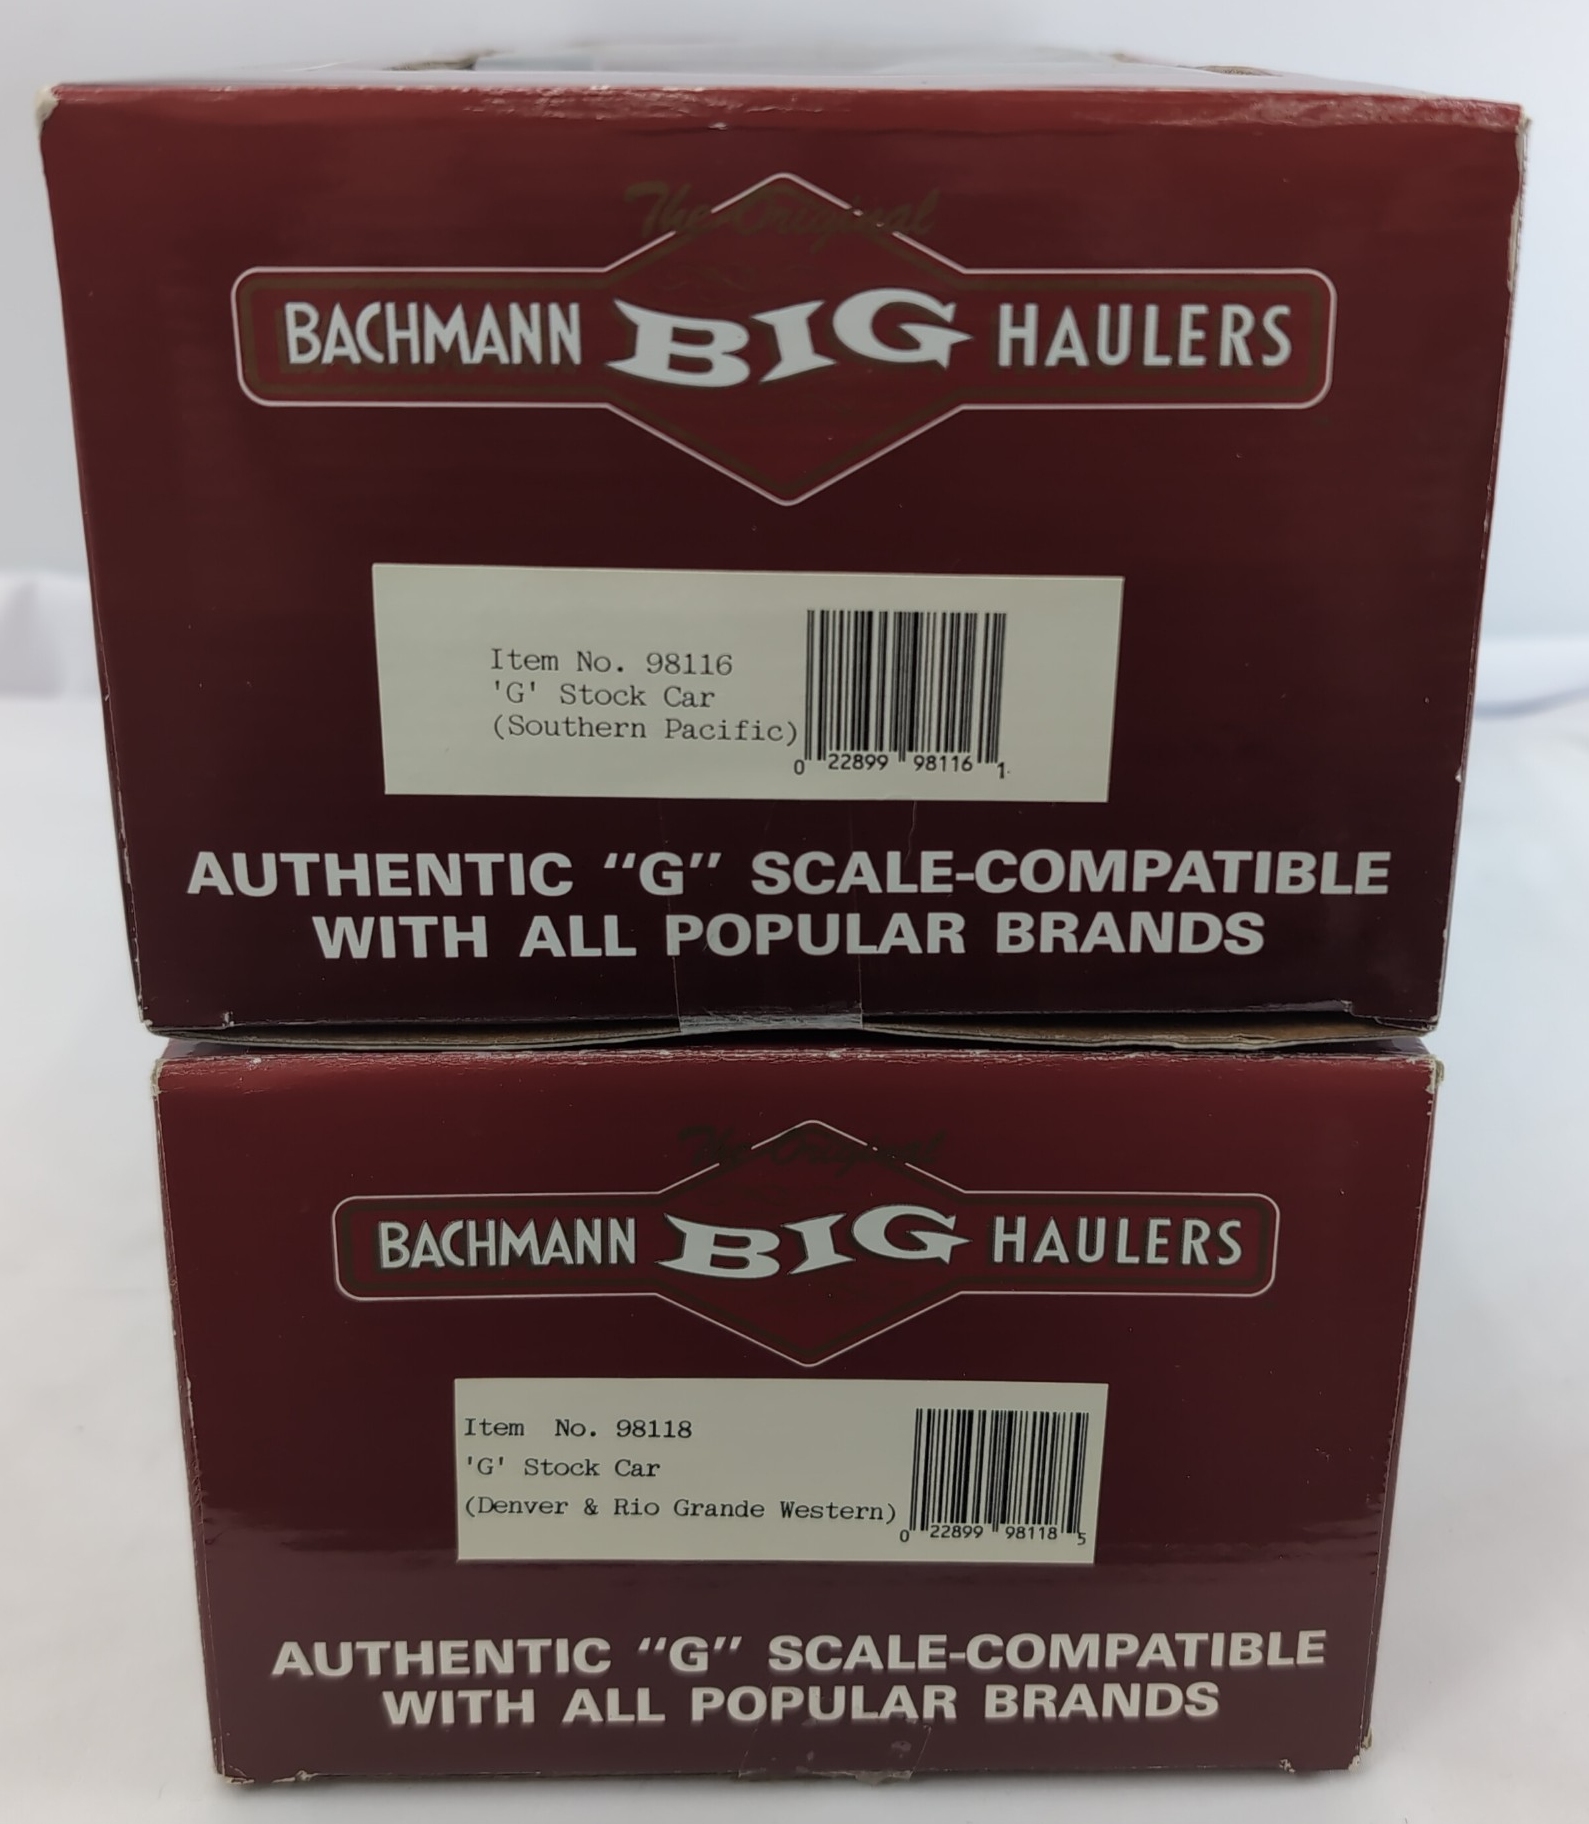 The Original
BACHMANN BIG HAULERS
Item No. 98116
'G' Stock Car
(Southern Pacific)
0 22899 98116 1
AUTHENTIC "G" SCALE-COMPATIBLE
WITH ALL POPULAR BRANDS
The Original
BACHMANN BIG HAULERS
Item No. 98118
'G' Stock Car
(Denver & Rio Grande Western)
0 22899 98118 5
AUTHENTIC "G" SCALE-COMPATIBLE
WITH ALL POPULAR BRANDS